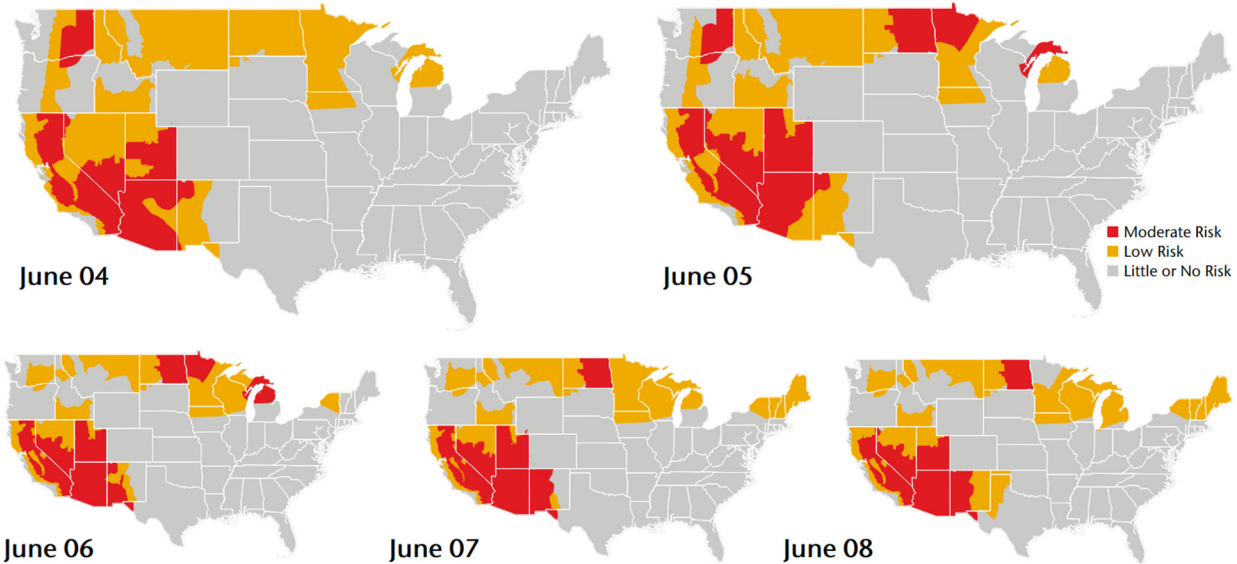 June 04
June 05
Moderate Risk
Low Risk
Little or No Risk
June 06
June 07
June 08